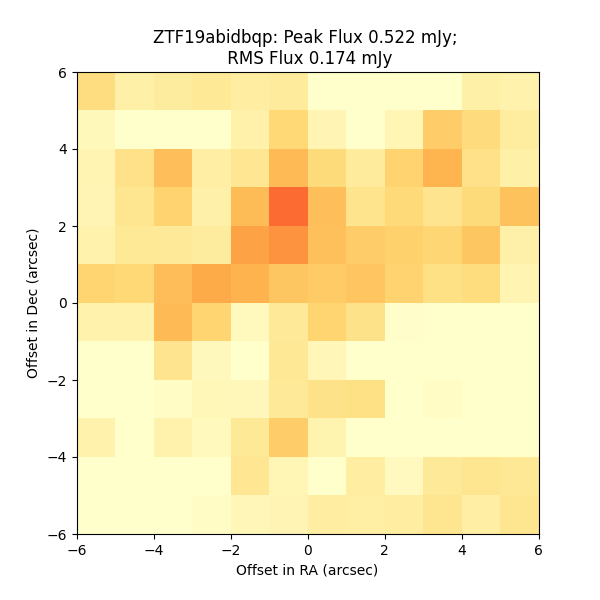 ZTF19abidbqp: Peak Flux 0.522 mJy;
RMS Flux 0.174 mJy
6
4
2
0
−2
−4
−6
Offset in Dec (arcsec)
−6 −4 −2 0 2 4 6
Offset in RA (arcsec)